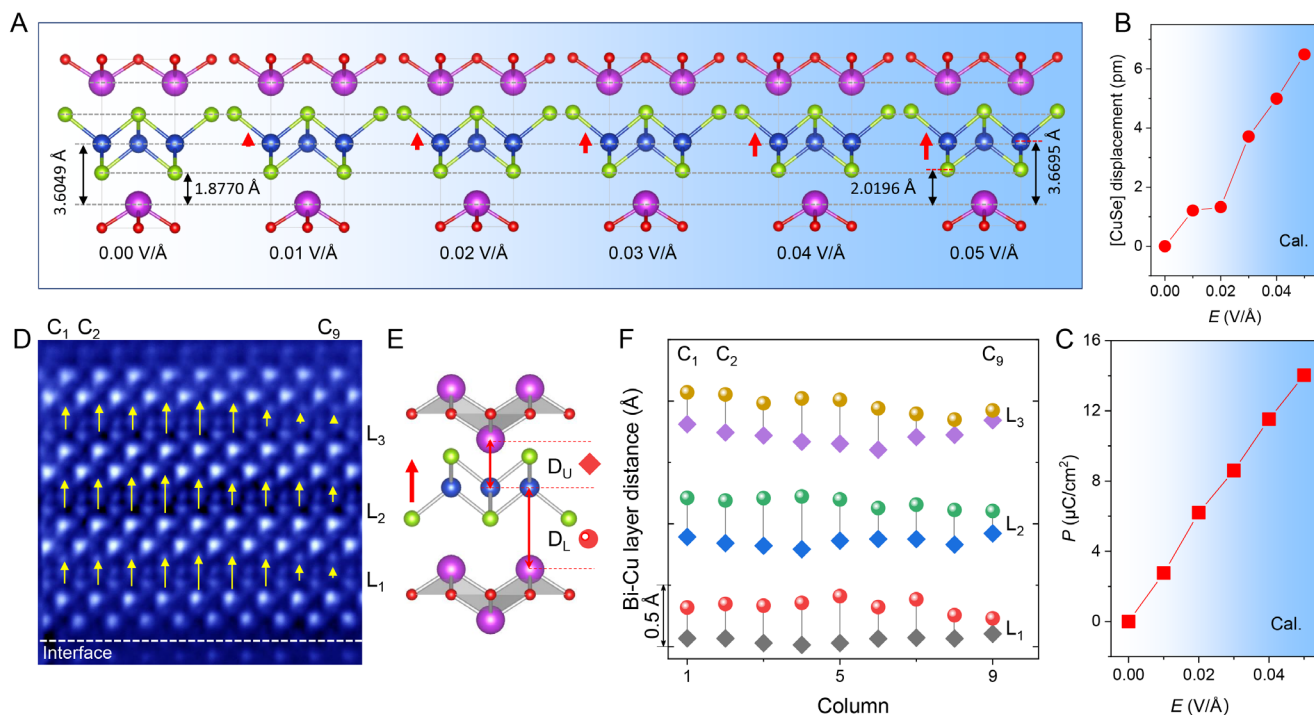 A
3.6049 Å
1.8770 Å
2.0196 Å
3.6695 Å
0.00 V/Å
0.01 V/Å
0.02 V/Å
0.03 V/Å
0.04 V/Å
0.05 V/Å
B
[CuSe] displacement (pm)
6
4
2
0
Cal.
0.00
0.02
0.04
E (V/Å)
D
C1 C2
C9
L3
L2
L1
Interface
E
DU
DL
F
Bi-Cu layer distance (Å)
C1
C2
C9
L3
L2
L1
0.5 Å
1
5
9
Column
C
P (μC/cm²)
16
12
8
4
0
Cal.
0.00
0.02
0.04
E (V/Å)